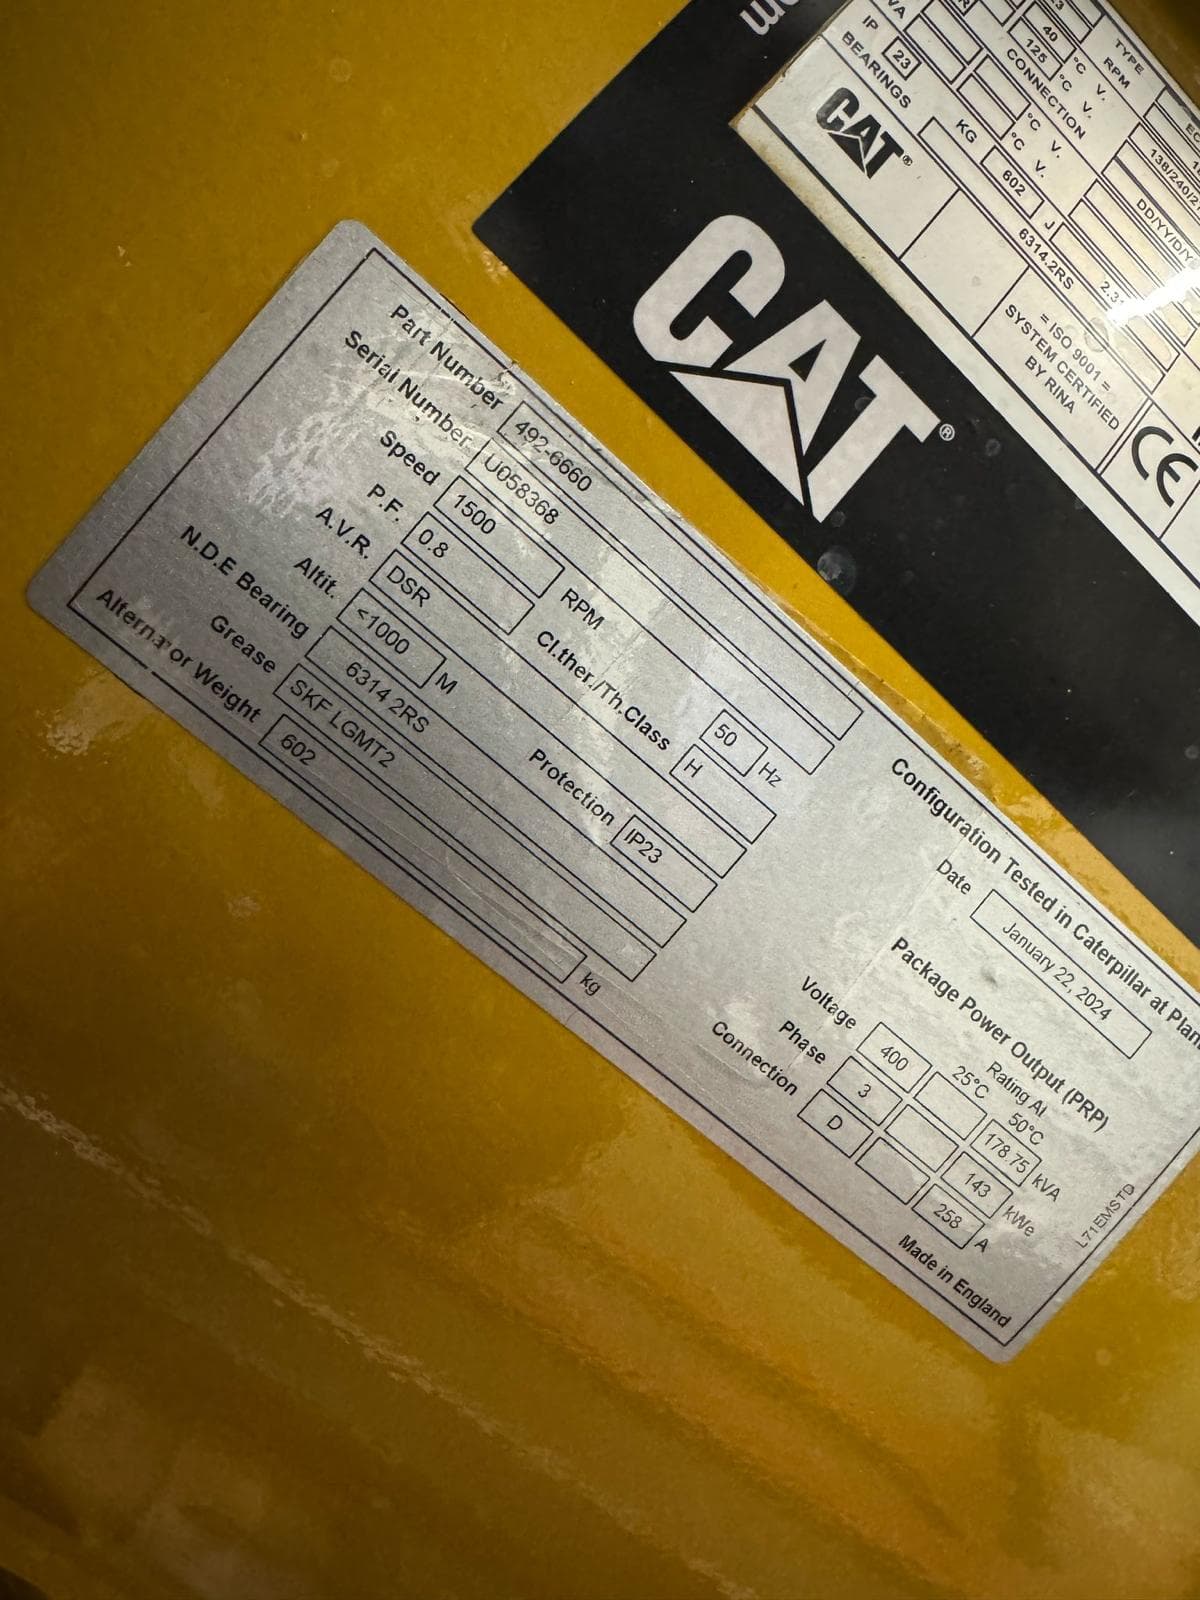 Part Number 492-6660
Serial Number U058368
Speed 1500 RPM 50 Hz
P.F. 0.8 Cl.ther./Th.Class H
A.V.R. DSR
Altit. <1000 M Protection IP23
N.D.E Bearing 6314 2RS
Grease SKF LGMT2
Alternator Weight 602 kg
Configuration Tested in Caterpillar at
Date January 22, 2024
Package Power Output (PRP)
Rating At
25°C 50°C
Voltage 400 178.75 kVA
Phase 3 143 kWe
Connection D 258 A
Made in England
L71EMSTD
CAT®
TYPE
RPM
40 °C V.
125 °C V.
CONNECTION
°C V.
°C V.
DD/YY/D/Y
IP 23
BEARINGS
KG 602 J
6314.2RS
CAT®
= ISO 9001 =
SYSTEM CERTIFIED
BY RINA
CE